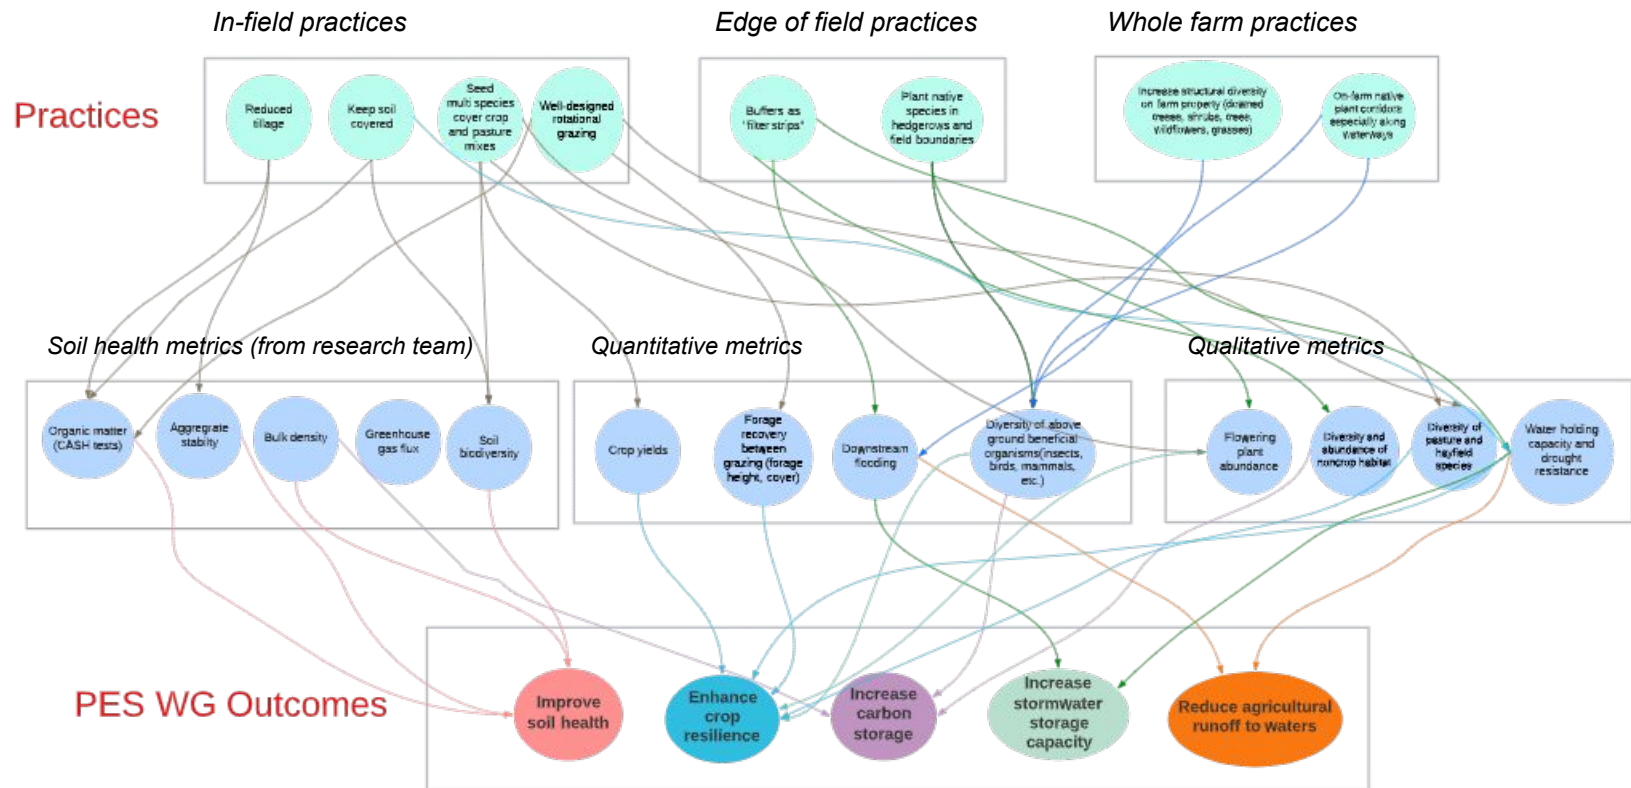 In-field practices
Edge of field practices
Whole farm practices
Practices
Reduced
tillage
Keep soil
covered
Seed
multi species
cover crop
and pasture
mixes
Well-designed
rotational
grazing
Buffers as
"filter strips"
Plant native
species in
hedgerows and
field boundaries
Increase structural diversity
on farm property (downed
trees, shrubs, trees,
wildflowers, grasses)
On-farm native
plant corridors
especially along
waterways
Soil health metrics (from research team)
Quantitative metrics
Qualitative metrics
Organic matter
(CASH tests)
Aggregrate
stabilty
Bulk density
Greenhouse
gas flux
Soil
biodiversity
Crop yields
Forage
recovery
between
grazing (forage
height, cover)
Downstream
flooding
Diversity of above
ground beneficial
organisms(insects,
birds, mammals,
etc.)
Flowering
plant
abundance
Diversity and
abundance of
noncrop habitat
Diversity of
pasture and
hayfield
species
Water holding
capacity and
drought
resistance
PES WG Outcomes
Improve
soil health
Enhance
crop
resilience
Increase
carbon
storage
Increase
stormwater
storage
capacity
Reduce agricultural
runoff to waters